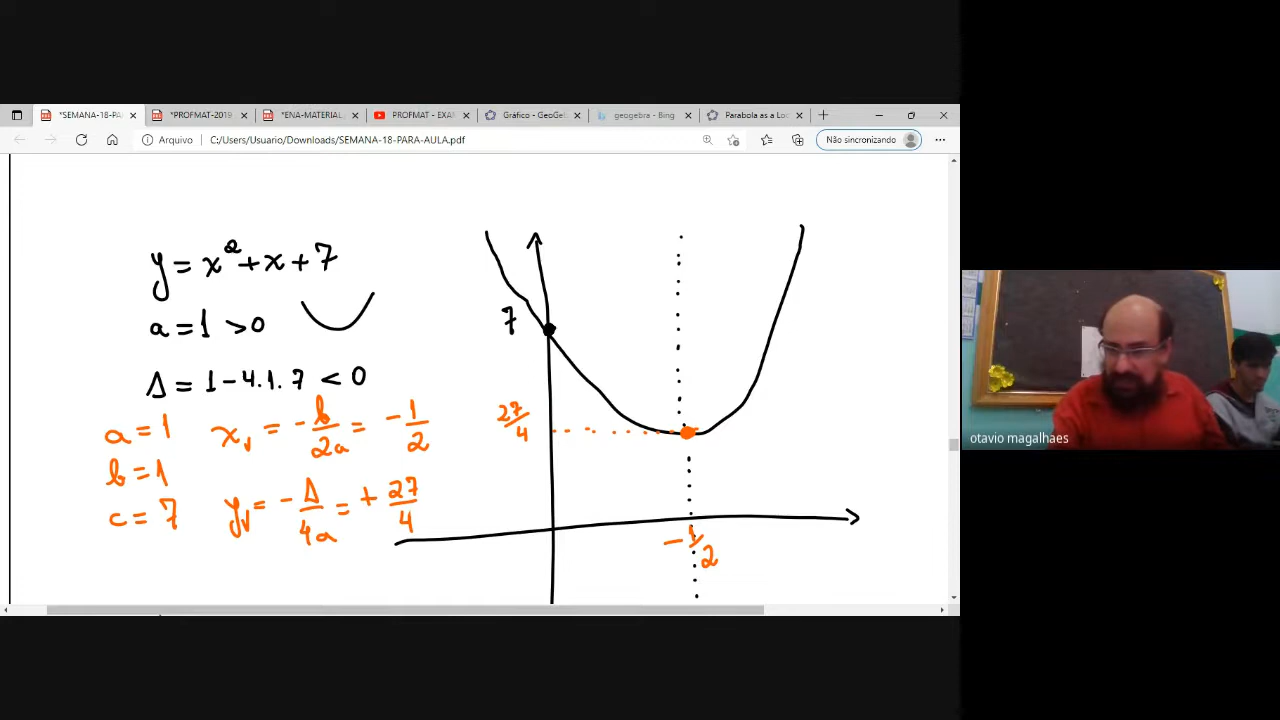 *SEMANA-18-PA
*PROFMAT-2019
*ENA-MATERIAL
PROFMAT - EXA
Gráfico - GeoGe
geogebra - Bing
Parabola as a Lo
Arquivo
C:/Users/Usuario/Downloads/SEMANA-18-PARA-AULA.pdf
Não sincronizando
y = x² + x + 7
a = 1 > 0
Δ = 1 - 4.1.7 < 0
a = 1
b = 1
c = 7
xᵥ = -b/2a = -1/2
yᵥ = -Δ/4a = +27/4
7
27/4
-1/2
otavio magalhaes